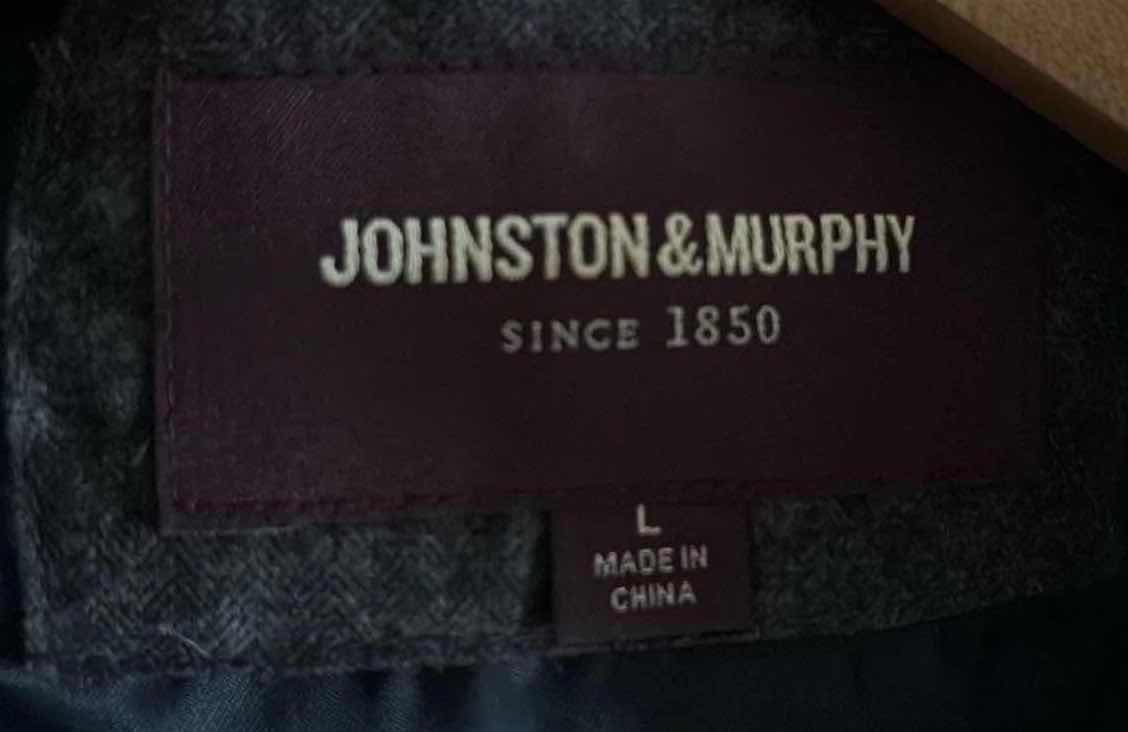 JOHNSTON & MURPHY
SINCE 1850
L
MADE IN
CHINA